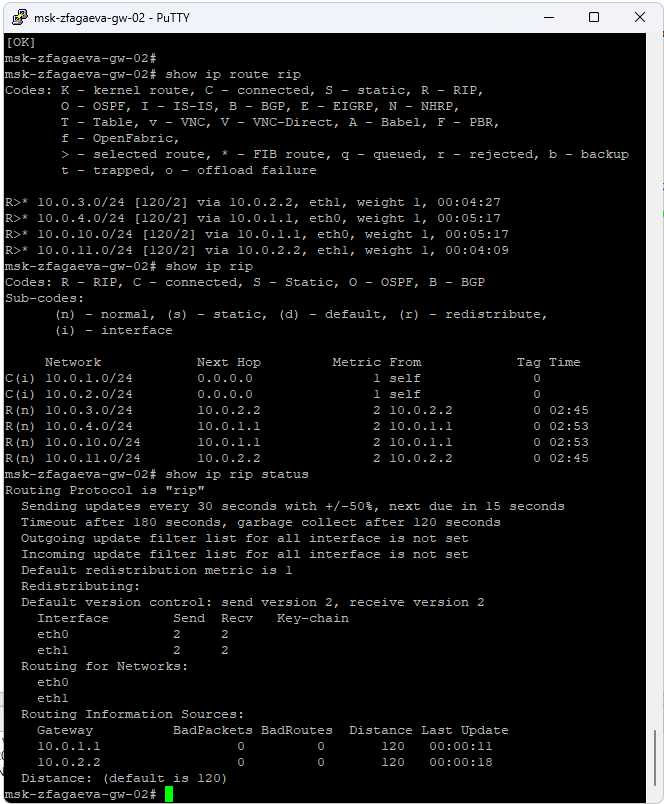 msk-zfagaeva-gw-02 - PuTTY
[OK]
msk-zfagaeva-gw-02#
msk-zfagaeva-gw-02# show ip route rip
Codes: K - kernel route, C - connected, S - static, R - RIP,
       O - OSPF, I - IS-IS, B - BGP, E - EIGRP, N - NHRP,
       T - Table, v - VNC, V - VNC-Direct, A - Babel, F - PBR,
       f - OpenFabric,
       > - selected route, * - FIB route, q - queued, r - rejected, b - backup
       t - trapped, o - offload failure

R>* 10.0.3.0/24 [120/2] via 10.0.2.2, eth1, weight 1, 00:04:27
R>* 10.0.4.0/24 [120/2] via 10.0.1.1, eth0, weight 1, 00:05:17
R>* 10.0.10.0/24 [120/2] via 10.0.1.1, eth0, weight 1, 00:05:17
R>* 10.0.11.0/24 [120/2] via 10.0.2.2, eth1, weight 1, 00:04:09
msk-zfagaeva-gw-02# show ip rip
Codes: R - RIP, C - connected, S - Static, O - OSPF, B - BGP
Sub-codes:
      (n) - normal, (s) - static, (d) - default, (r) - redistribute,
      (i) - interface

     Network            Next Hop         Metric From            Tag Time
C(i) 10.0.1.0/24        0.0.0.0               1 self              0
C(i) 10.0.2.0/24        0.0.0.0               1 self              0
R(n) 10.0.3.0/24        10.0.2.2              2 10.0.2.2          0 02:45
R(n) 10.0.4.0/24        10.0.1.1              2 10.0.1.1          0 02:53
R(n) 10.0.10.0/24       10.0.1.1              2 10.0.1.1          0 02:53
R(n) 10.0.11.0/24       10.0.2.2              2 10.0.2.2          0 02:45
msk-zfagaeva-gw-02# show ip rip status
Routing Protocol is "rip"
  Sending updates every 30 seconds with +/-50%, next due in 15 seconds
  Timeout after 180 seconds, garbage collect after 120 seconds
  Outgoing update filter list for all interface is not set
  Incoming update filter list for all interface is not set
  Default redistribution metric is 1
  Redistributing:
  Default version control: send version 2, receive version 2
    Interface        Send  Recv   Key-chain
    eth0             2     2
    eth1             2     2
  Routing for Networks:
    eth0
    eth1
  Routing Information Sources:
    Gateway          BadPackets BadRoutes  Distance Last Update
    10.0.1.1                 0         0       120   00:00:11
    10.0.2.2                 0         0       120   00:00:18
  Distance: (default is 120)
msk-zfagaeva-gw-02#